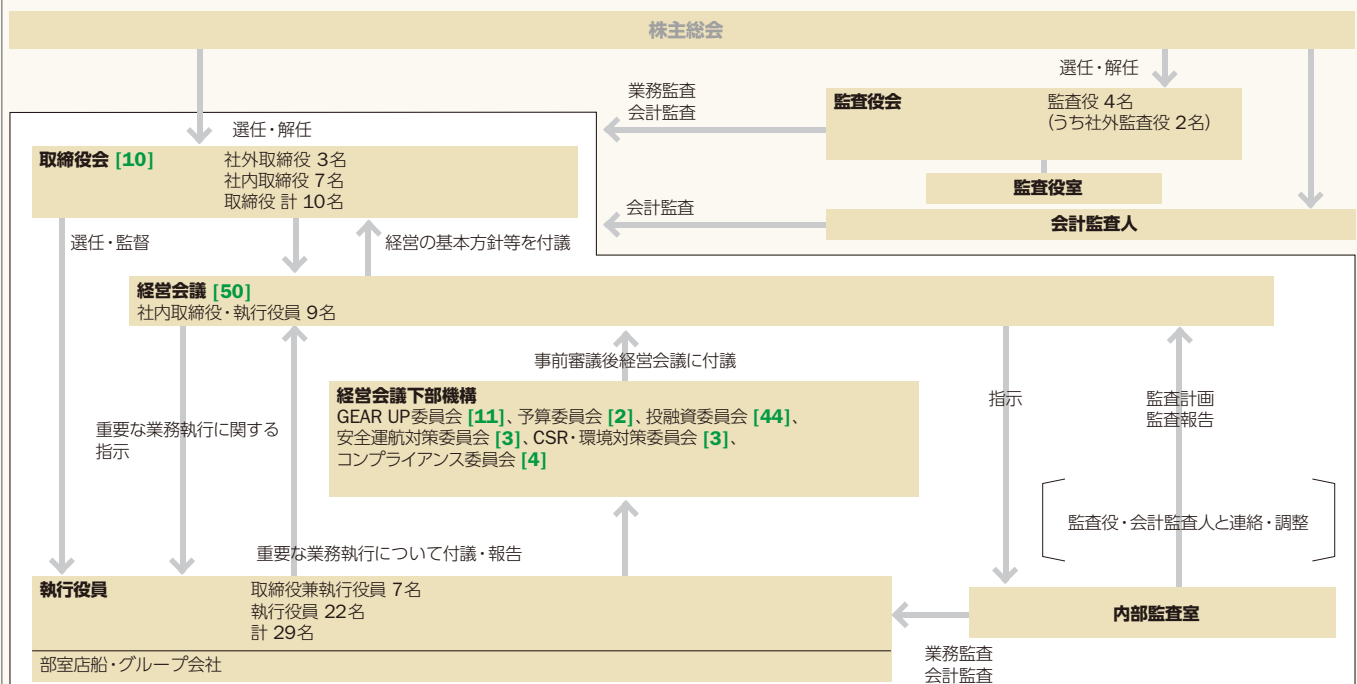 株主総会
選任・解任
監査役会
監査役 4名
(うち社外監査役 2名)
業務監査
会計監査
監査役室
会計監査人
会計監査
選任・解任
取締役会 [10]
社外取締役 3名
社内取締役 7名
取締役 計 10名
選任・監督
経営の基本方針等を付議
経営会議 [50]
社内取締役・執行役員 9名
事前審議後経営会議に付議
経営会議下部機構
GEAR UP委員会 [11]、予算委員会 [2]、投融資委員会 [44]、
安全運航対策委員会 [3]、CSR・環境対策委員会 [3]、
コンプライアンス委員会 [4]
重要な業務執行に関する
指示
指示
監査計画
監査報告
監査役・会計監査人と連絡・調整
重要な業務執行について付議・報告
執行役員
取締役兼執行役員 7名
執行役員 22名
計 29名
部室店船・グループ会社
内部監査室
業務監査
会計監査